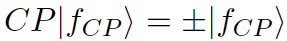 CP|f_{CP}⟩ = ±|f_{CP}⟩